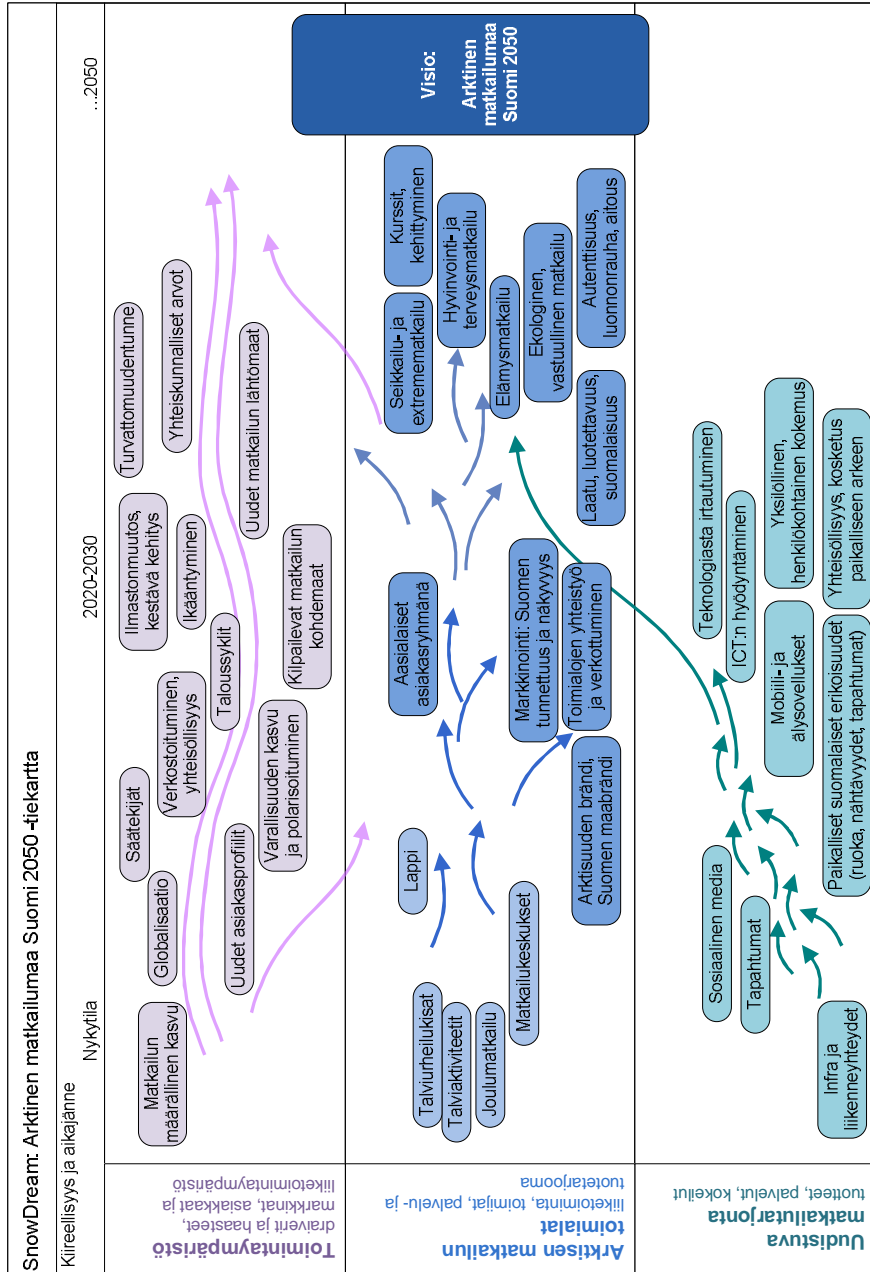 SnowDream: Arktinen matkailumaa Suomi 2050 -tiekartta
Kiireellisyys ja aikajänne
Nykytila
2020-2030
...2050
Toimintaympäristö
draiverit ja haasteet,
markkinat, asiakkaat ja
liiketoimintaympäristö
Matkailun
määrällinen kasvu
Globalisaatio
Säätekijät
Uudet asiakasprofiilit
Verkostoituminen,
yhteisöllisyys
Varallisuuden kasvu
ja polarisoituminen
Taloussyklit
Ilmastonmuutos,
kestävä kehitys
Ikääntyminen
Kilpailevat matkailun
kohdemaat
Turvattomuudentunne
Yhteiskunnalliset arvot
Uudet matkailun lähtömaat
Arktisen matkailun
toimialat
liiketoiminta, toimijat, palvelu- ja
tuotetarjooma
Talviurheilukisat
Talviaktiviteetit
Joulumatkailu
Lappi
Matkailukeskukset
Arktisuuden brändi,
Suomen maabrändi
Aasialaiset
asiakasryhmänä
Markkinointi: Suomen
tunnettuus ja näkyvyys
Toimialojen yhteistyö
ja verkottuminen
Seikkailu- ja
extremematkailu
Kurssit,
kehittyminen
Hyvinvointi- ja
terveysmatkailu
Elämysmatkailu
Ekologinen,
vastuullinen matkailu
Laatu, luotettavuus,
suomalaisuus
Autenttisuus,
luonnonrauha, aitous
Visio:
Arktinen
matkailumaa
Suomi 2050
Uudistuva
matkailutarjonta
tuotteet, palvelut, kokeilut
Infra ja
liikenneyhteydet
Sosiaalinen media
Tapahtumat
Teknologiasta irtautuminen
ICT:n hyödyntäminen
Mobiili- ja
älysovellukset
Yksilöllinen,
henkilökohtainen kokemus
Paikalliset suomalaiset erikoisuudet
(ruoka, nähtävyydet, tapahtumat)
Yhteisöllisyys, kosketus
paikalliseen arkeen